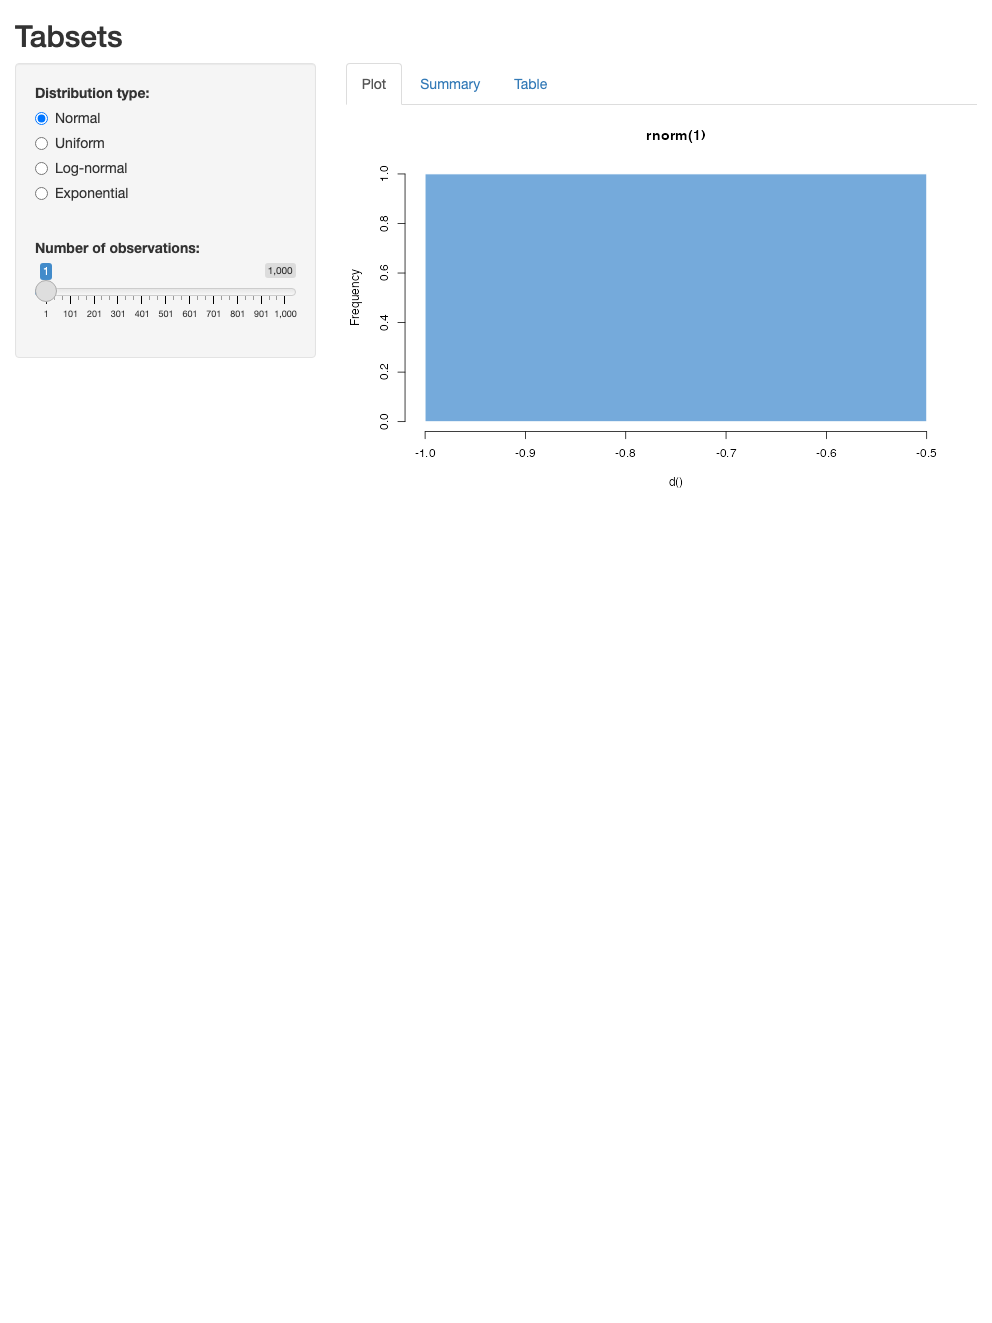 Tabsets
Distribution type:
Normal
Uniform
Log-normal
Exponential
Number of observations:
1 1,000
1 101 201 301 401 501 601 701 801 901 1,000
Plot Summary Table
rnorm(1)
Frequency
1.0
0.8
0.6
0.4
0.2
0.0
-1.0 -0.9 -0.8 -0.7 -0.6 -0.5
d()